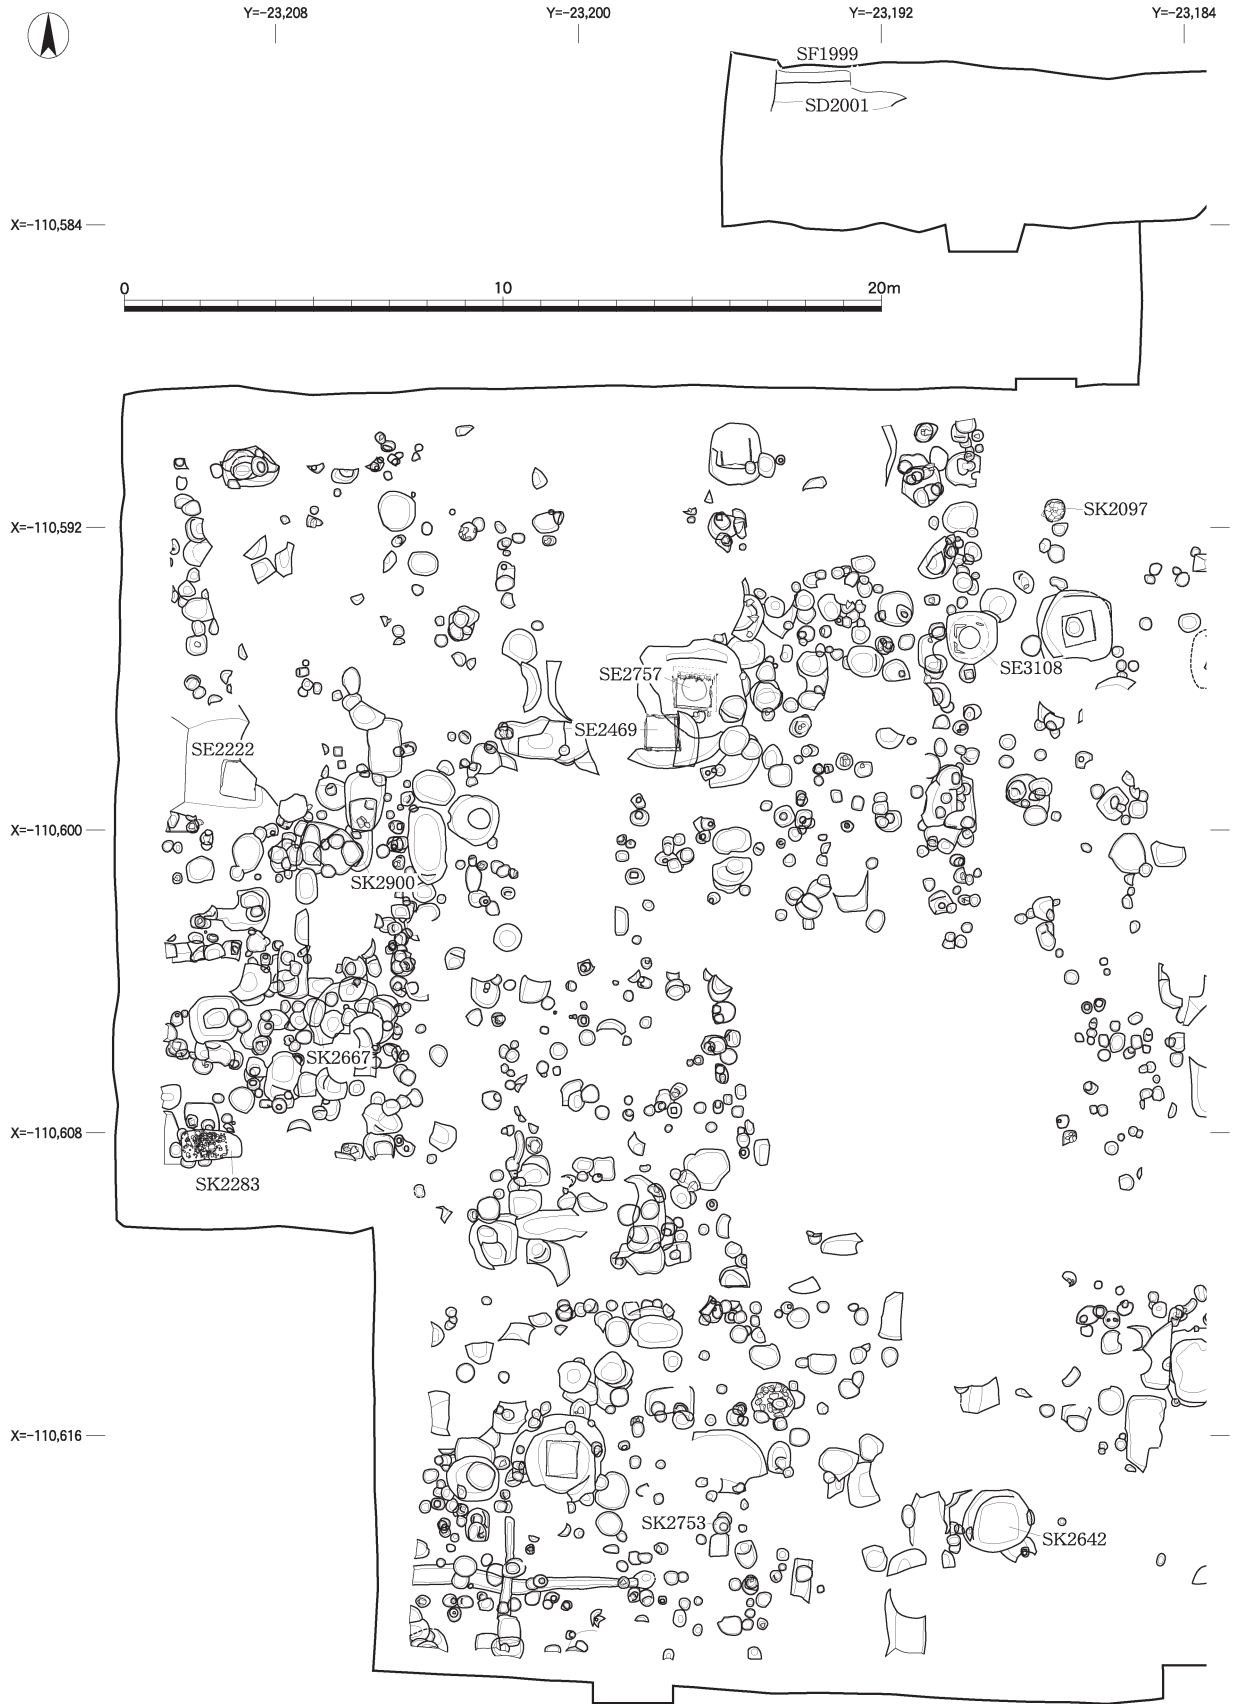 Y=−23,208
Y=−23,200
Y=−23,192
Y=−23,184
SF1999
SD2001
X=−110,584
0
10
20m
X=−110,592
SK2097
SE2757
SE3108
SE2469
SE2222
X=−110,600
SK2900
SK2667
X=−110,608
SK2283
X=−110,616
SK2753
SK2642